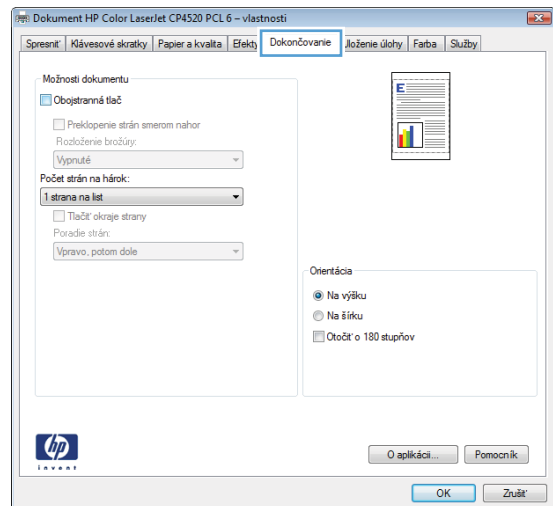 Dokument HP Color LaserJet CP4520 PCL 6 – vlastnosti
Spresniť Klávesové skratky Papier a kvalita Efekty Dokončovanie Uloženie úlohy Farba Služby
Možnosti dokumentu
Obojstranná tlač
Preklopenie strán smerom nahor
Rozloženie brožúry:
Vypnuté
Počet strán na hárok:
1 strana na list
Tlačiť okraje strany
Poradie strán:
Vpravo, potom dole
E
Orientácia
Na výšku
Na šírku
Otočiť o 180 stupňov
hp
invent
O aplikácii... Pomocník
OK Zrušiť